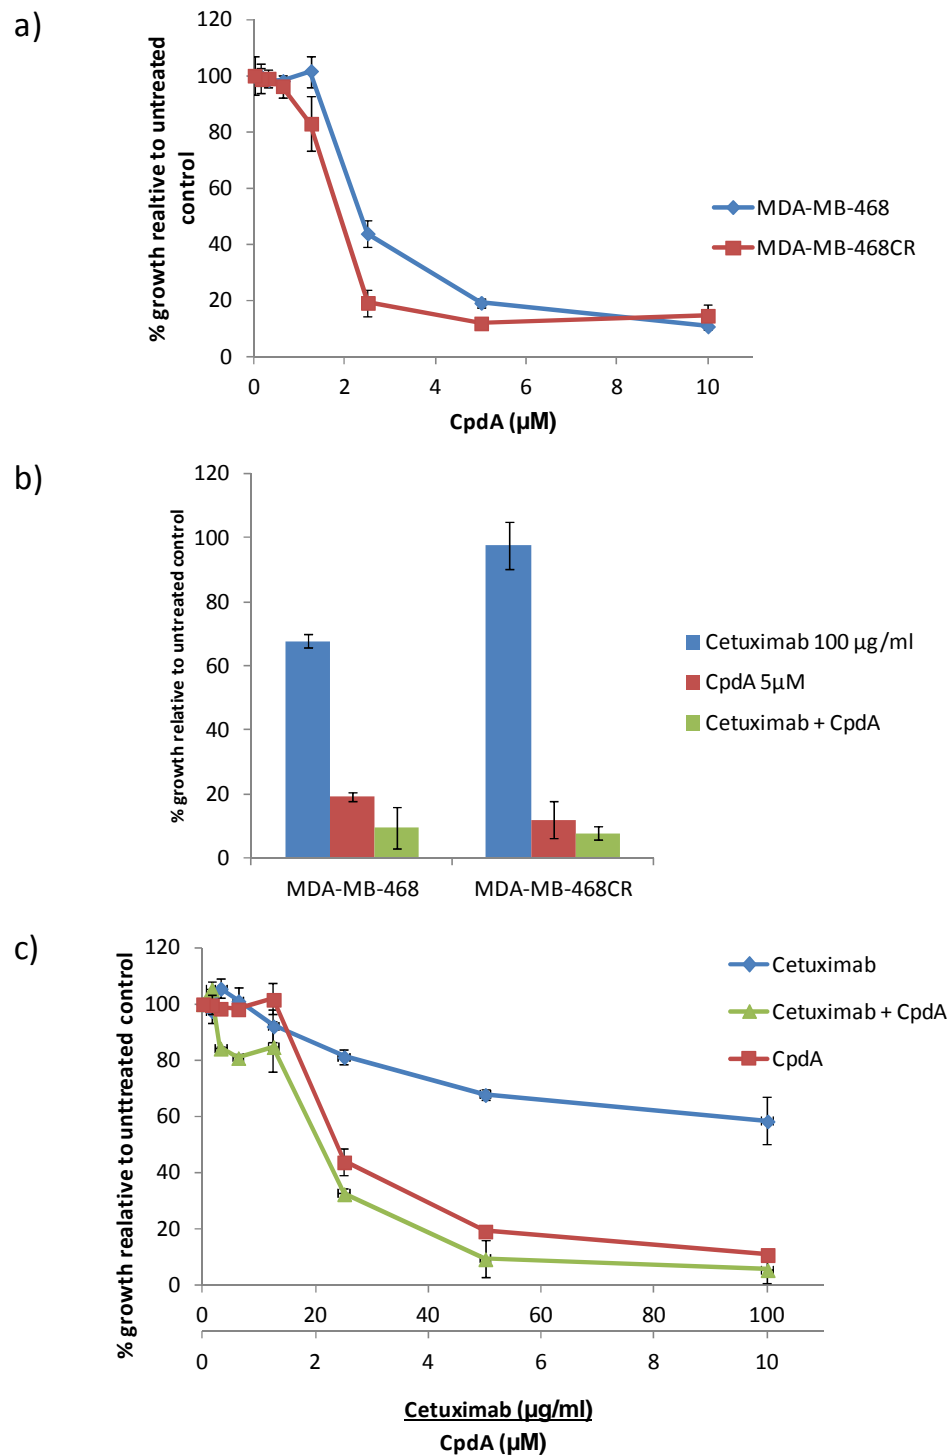 a)
120
100
80
60
40
20
0
% growth realtive to untreated
control
0 2 4 6 8 10
CpdA (µM)
MDA-MB-468
MDA-MB-468CR
b)
120
100
80
60
40
20
0
% growth relative to untreated control
MDA-MB-468 MDA-MB-468CR
Cetuximab 100 µg/ml
CpdA 5µM
Cetuximab + CpdA
c)
120
100
80
60
40
20
0
% growth realative to unttreated control
0 20 40 60 80 100
0 2 4 6 8 10
Cetuximab (µg/ml)
CpdA (µM)
Cetuximab
Cetuximab + CpdA
CpdA